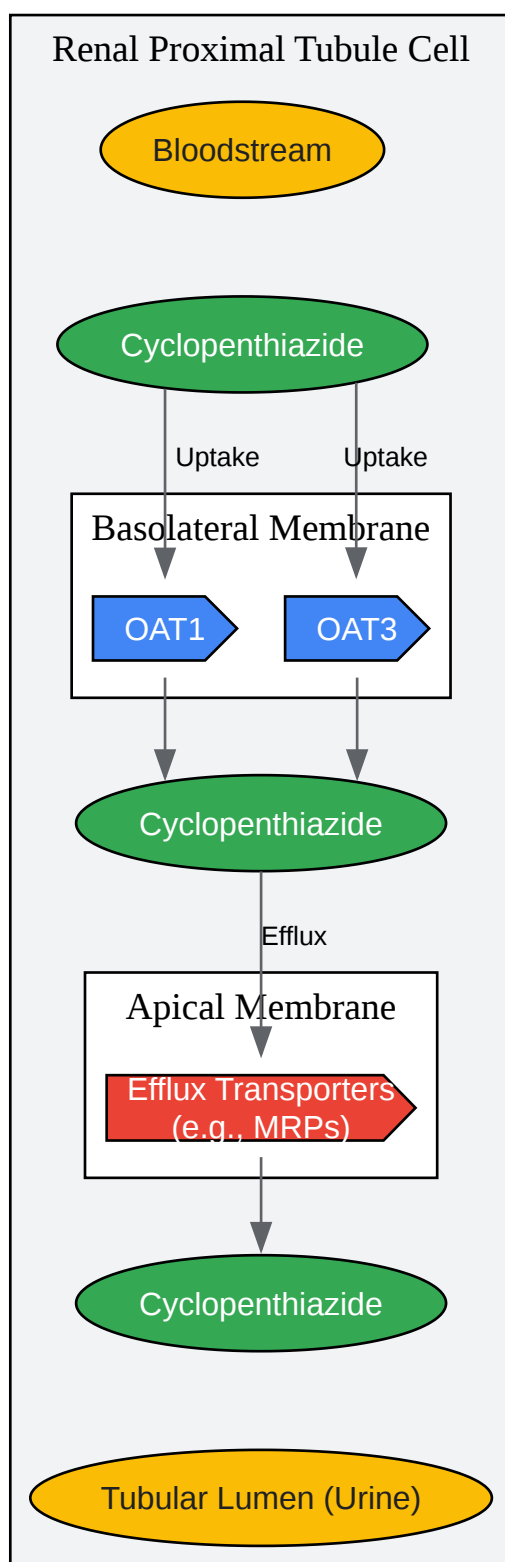 Renal Proximal Tubule Cell
Bloodstream
Cyclopenthiazide
Uptake Uptake
Basolateral Membrane
OAT1 OAT3
Cyclopenthiazide
Efflux
Apical Membrane
Efflux Transporters
(e.g., MRPs)
Cyclopenthiazide
Tubular Lumen (Urine)